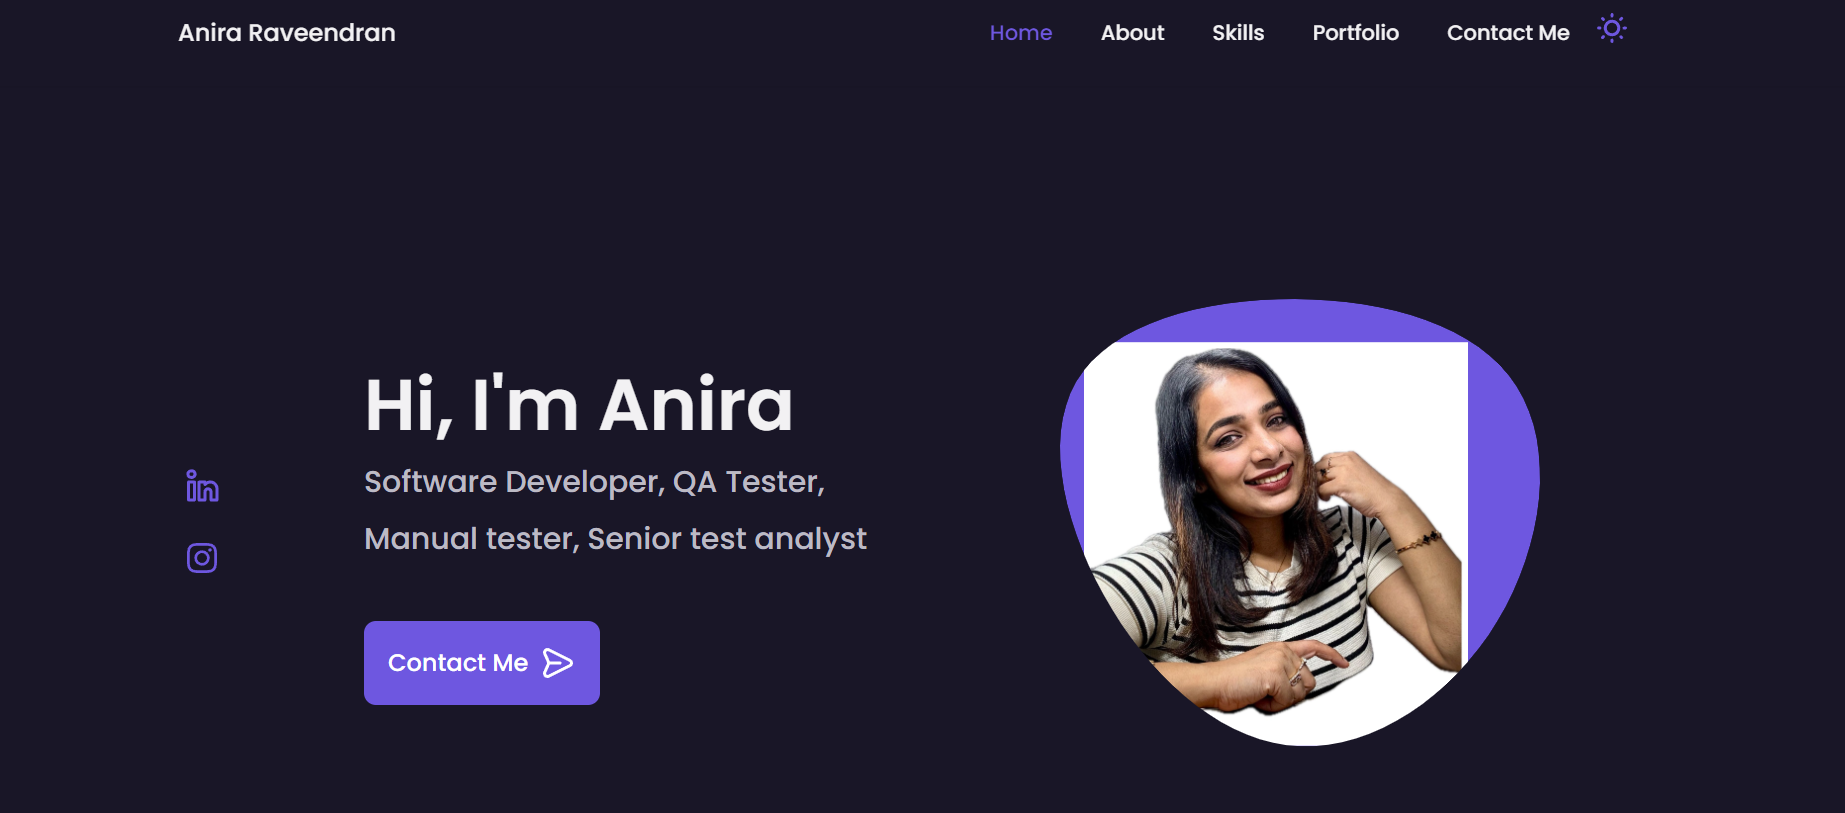 Anira Raveendran
Home About Skills Portfolio Contact Me
Hi, I'm Anira
Software Developer, QA Tester,
Manual tester, Senior test analyst
Contact Me